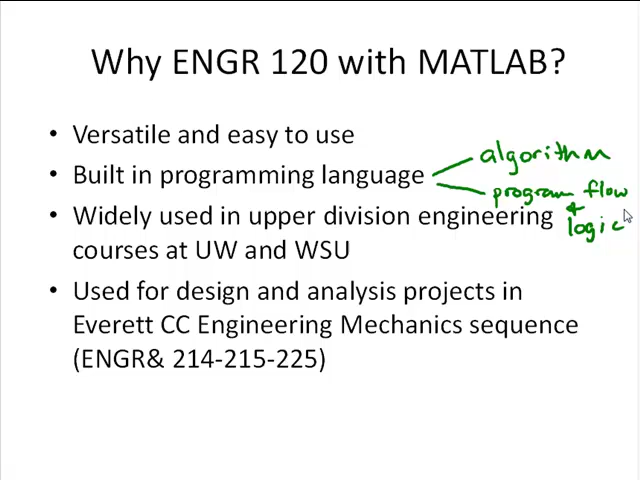 Why ENGR 120 with MATLAB?
• Versatile and easy to use
algorithm
• Built in programming language
program flow
+
logic
• Widely used in upper division engineering
courses at UW and WSU
• Used for design and analysis projects in
Everett CC Engineering Mechanics sequence
(ENGR& 214-215-225)